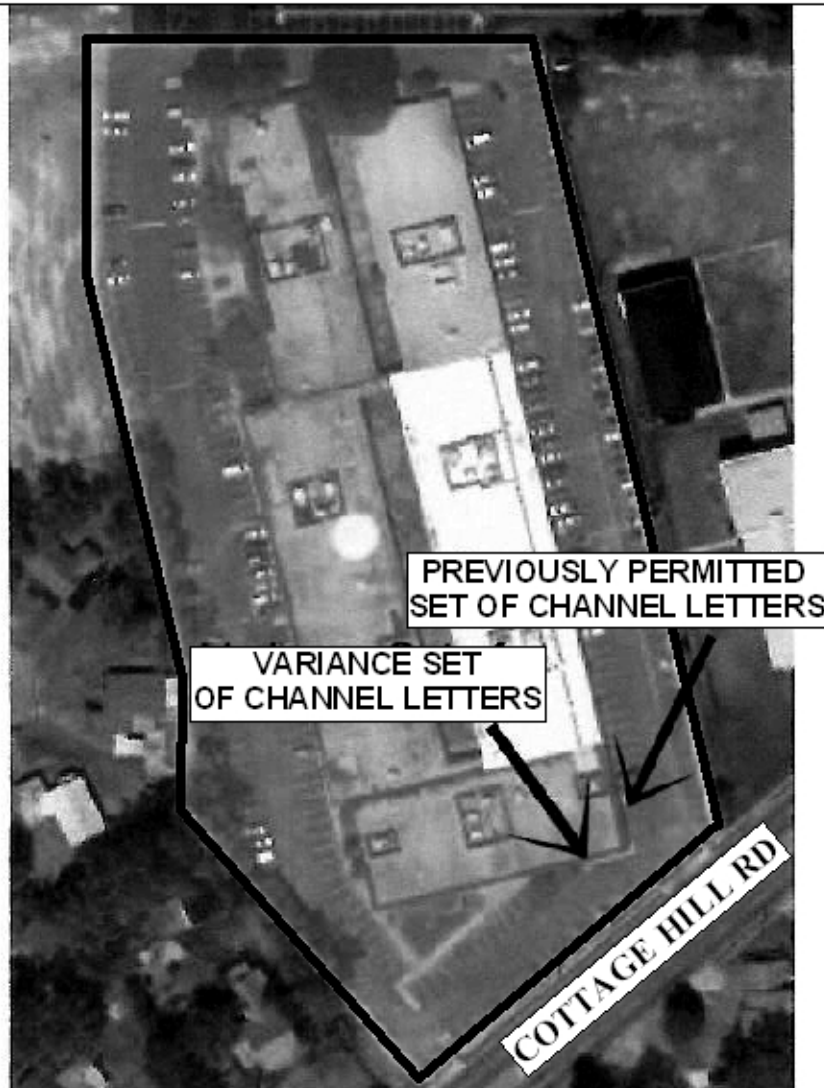 PREVIOUSLY PERMITTED
SET OF CHANNEL LETTERS
VARIANCE SET
OF CHANNEL LETTERS
COTTAGE HILL RD